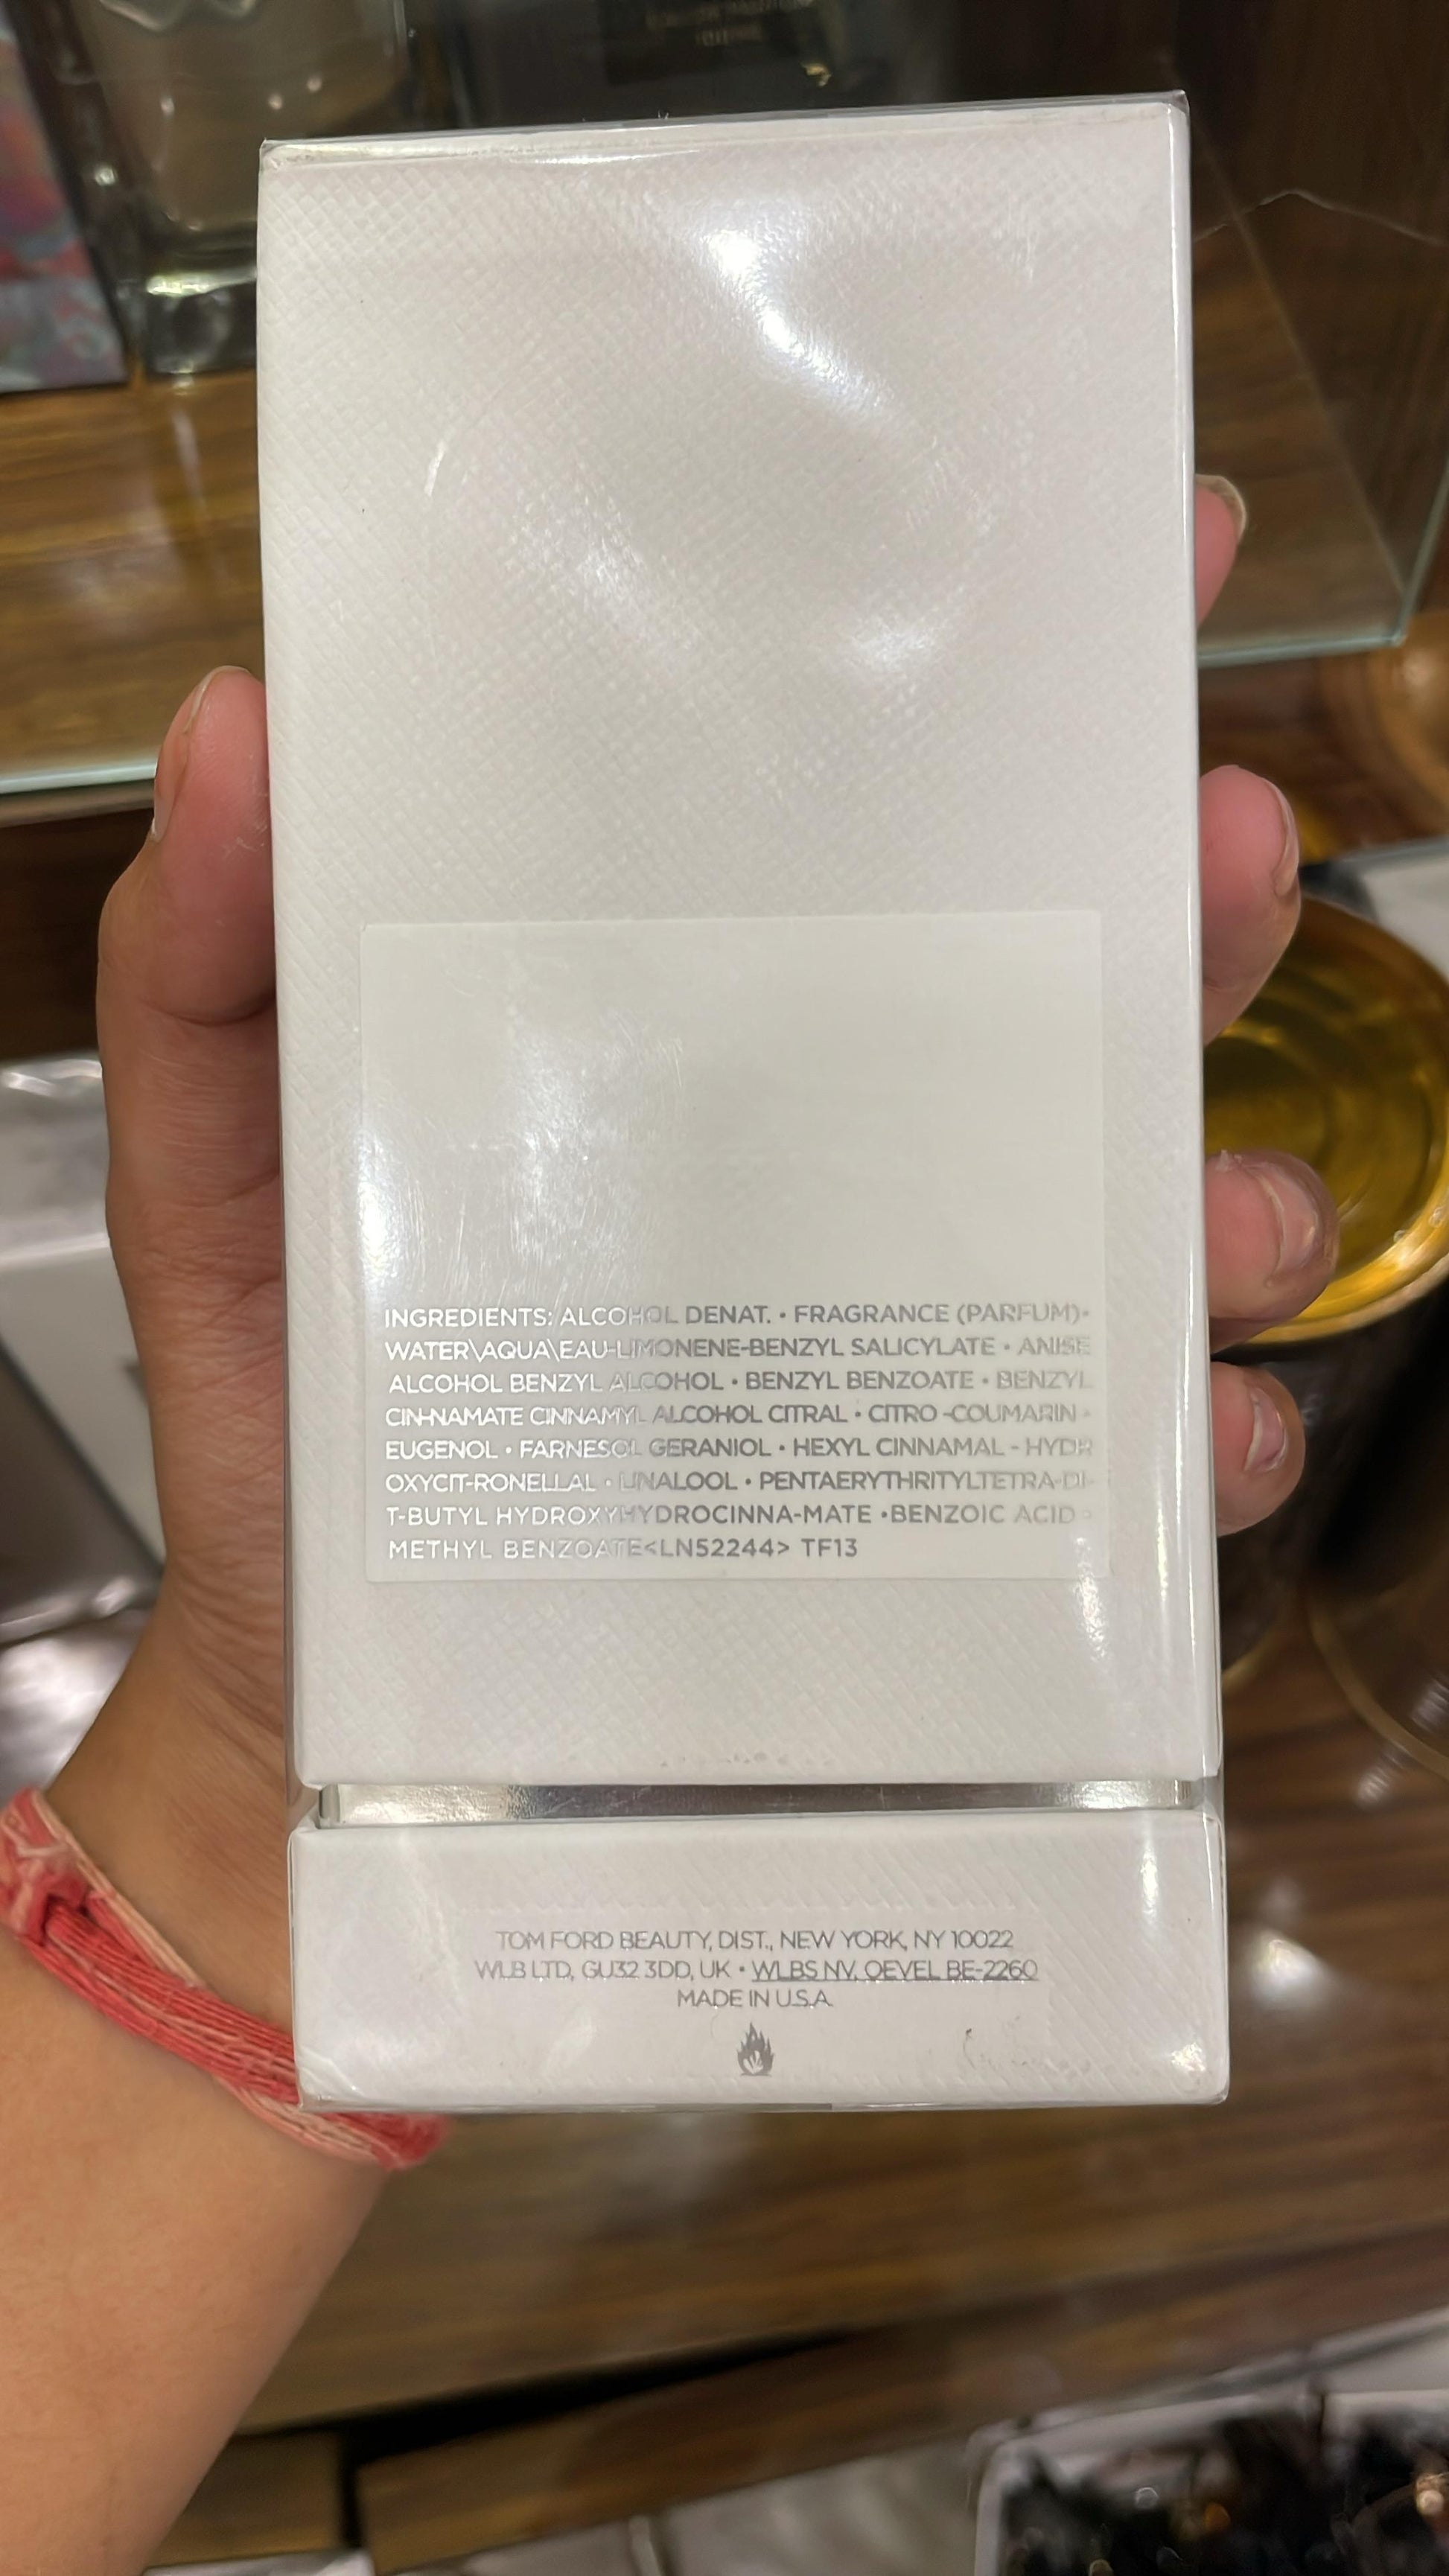 INGREDIENTS: ALCOHOL DENAT. • FRAGRANCE (PARFUM)•
WATER\AQUA\EAU-LIMONENE-BENZYL SALICYLATE • ANISE
ALCOHOL BENZYL ALCOHOL • BENZYL BENZOATE • BENZYL
CIN-NAMATE CINNAMYL ALCOHOL CITRAL • CITRO -COUMARIN -
EUGENOL • FARNESOL GERANIOL • HEXYL CINNAMAL - HYDR
OXYCIT-RONELLAL • LINALOOL • PENTAERYTHRITYLTETRA-DI-
T-BUTYL HYDROXYHYDROCINNA-MATE •BENZOIC ACID •
METHYL BENZOATE<LN52244> TF13
TOM FORD BEAUTY, DIST., NEW YORK, NY 10022
WLB LTD, GU32 3DD, UK • WLBS NV, OEVEL BE-2260
MADE IN U.S.A.